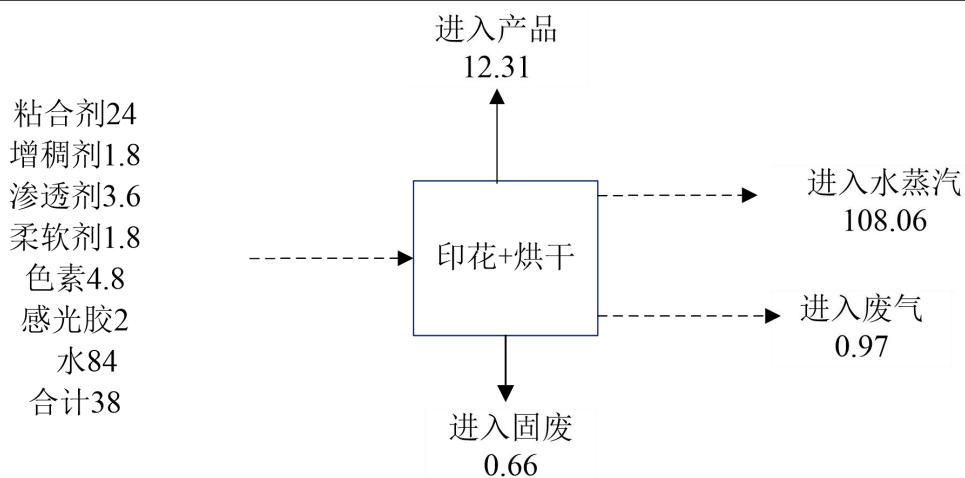 进入产品
12.31
粘合剂24
增稠剂1.8
渗透剂3.6
柔软剂1.8
色素4.8
感光胶2
水84
合计38
印花+烘干
进入水蒸汽
108.06
进入废气
0.97
进入固废
0.66